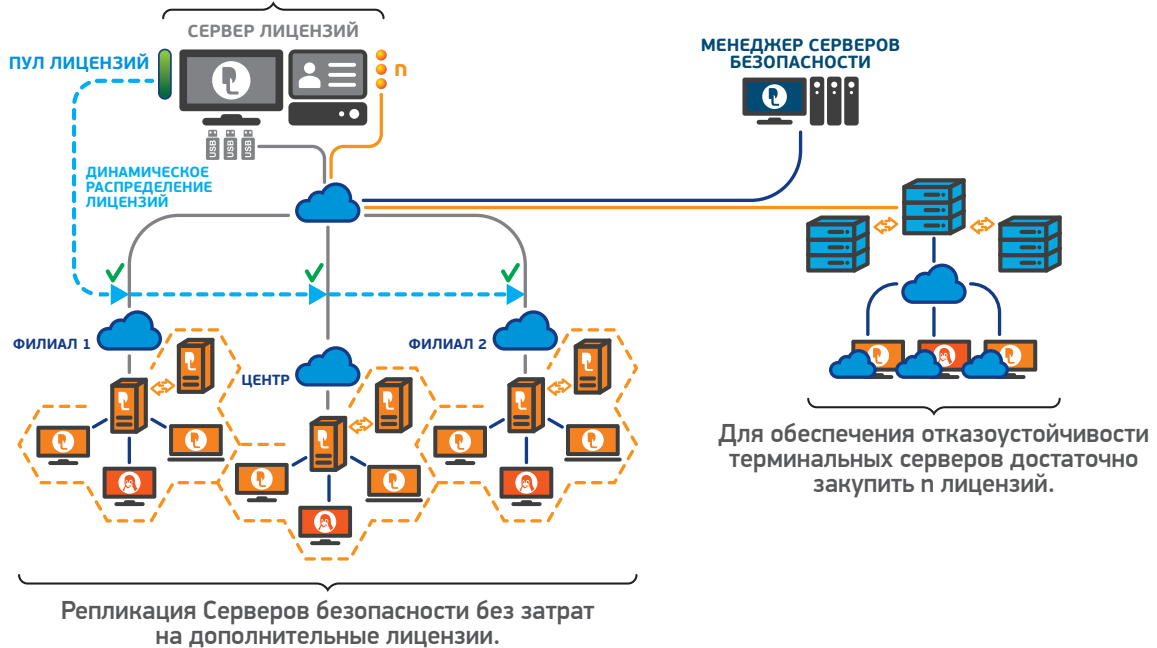 СЕРВЕР ЛИЦЕНЗИЙ
ПУЛ ЛИЦЕНЗИЙ
n
USB
USB
USB
ДИНАМИЧЕСКОЕ
РАСПРЕДЕЛЕНИЕ
ЛИЦЕНЗИЙ
МЕНЕДЖЕР СЕРВЕРОВ
БЕЗОПАСНОСТИ
ФИЛИАЛ 1
ЦЕНТР
ФИЛИАЛ 2
Для обеспечения отказоустойчивости
терминальных серверов достаточно
закупить n лицензий.
Репликация Серверов безопасности без затрат
на дополнительные лицензии.